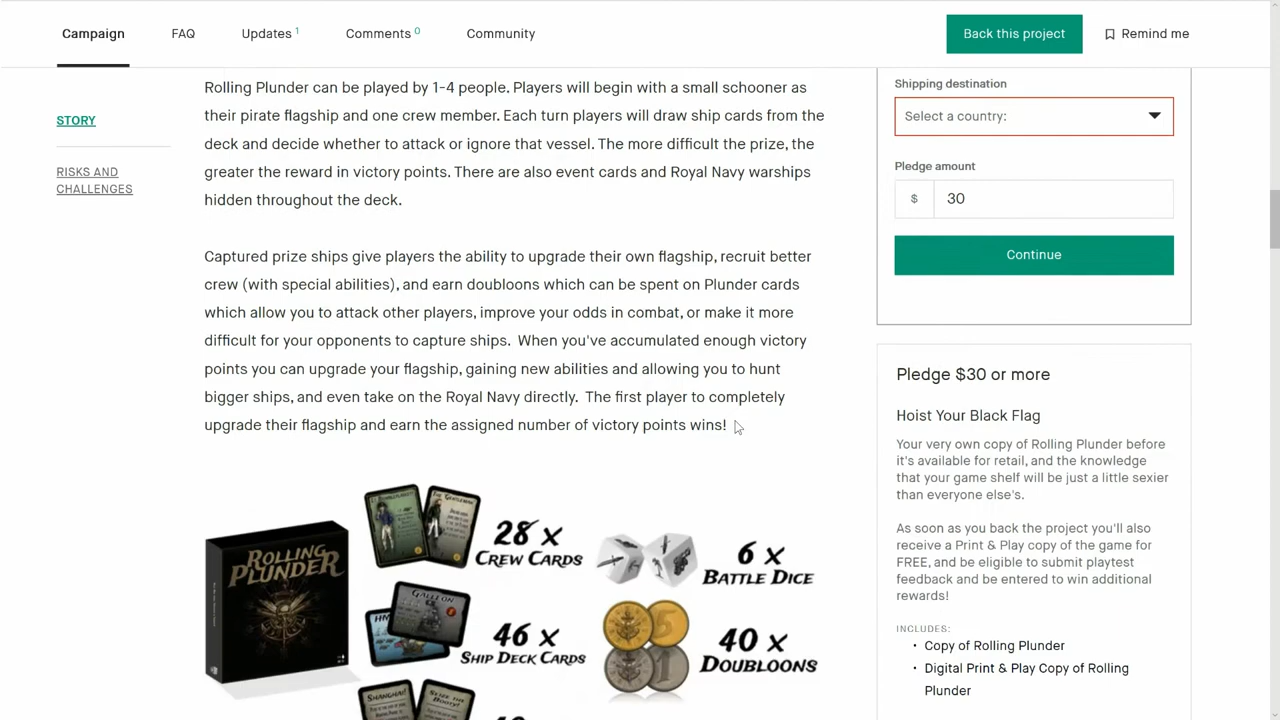 Campaign
FAQ
Updates 1
Comments 0
Community
Back this project
Remind me
STORY
RISKS AND
CHALLENGES
Rolling Plunder can be played by 1-4 people. Players will begin with a small schooner as
their pirate flagship and one crew member. Each turn players will draw ship cards from the
deck and decide whether to attack or ignore that vessel. The more difficult the prize, the
greater the reward in victory points. There are also event cards and Royal Navy warships
hidden throughout the deck.
Captured prize ships give players the ability to upgrade their own flagship, recruit better
crew (with special abilities), and earn doubloons which can be spent on Plunder cards
which allow you to attack other players, improve your odds in combat, or make it more
difficult for your opponents to capture ships. When you've accumulated enough victory
points you can upgrade your flagship, gaining new abilities and allowing you to hunt
bigger ships, and even take on the Royal Navy directly. The first player to completely
upgrade their flagship and earn the assigned number of victory points wins!
ROLLING
PLUNDER
THE GENTLEMAN
28 x
CREW CARDS
6 x
BATTLE DICE
GALLEON
46 x
SHIP DECK CARDS
5
1
40 x
DOUBLOONS
SHANGHAI!
SEIZE THE
BOOTY!
Shipping destination
Select a country:
Pledge amount
$ 30
Continue
Pledge $30 or more
Hoist Your Black Flag
Your very own copy of Rolling Plunder before
it's available for retail, and the knowledge
that your game shelf will be just a little sexier
than everyone else's.
As soon as you back the project you'll also
receive a Print & Play copy of the game for
FREE, and be eligible to submit playtest
feedback and be entered to win additional
rewards!
INCLUDES:
• Copy of Rolling Plunder
• Digital Print & Play Copy of Rolling
Plunder